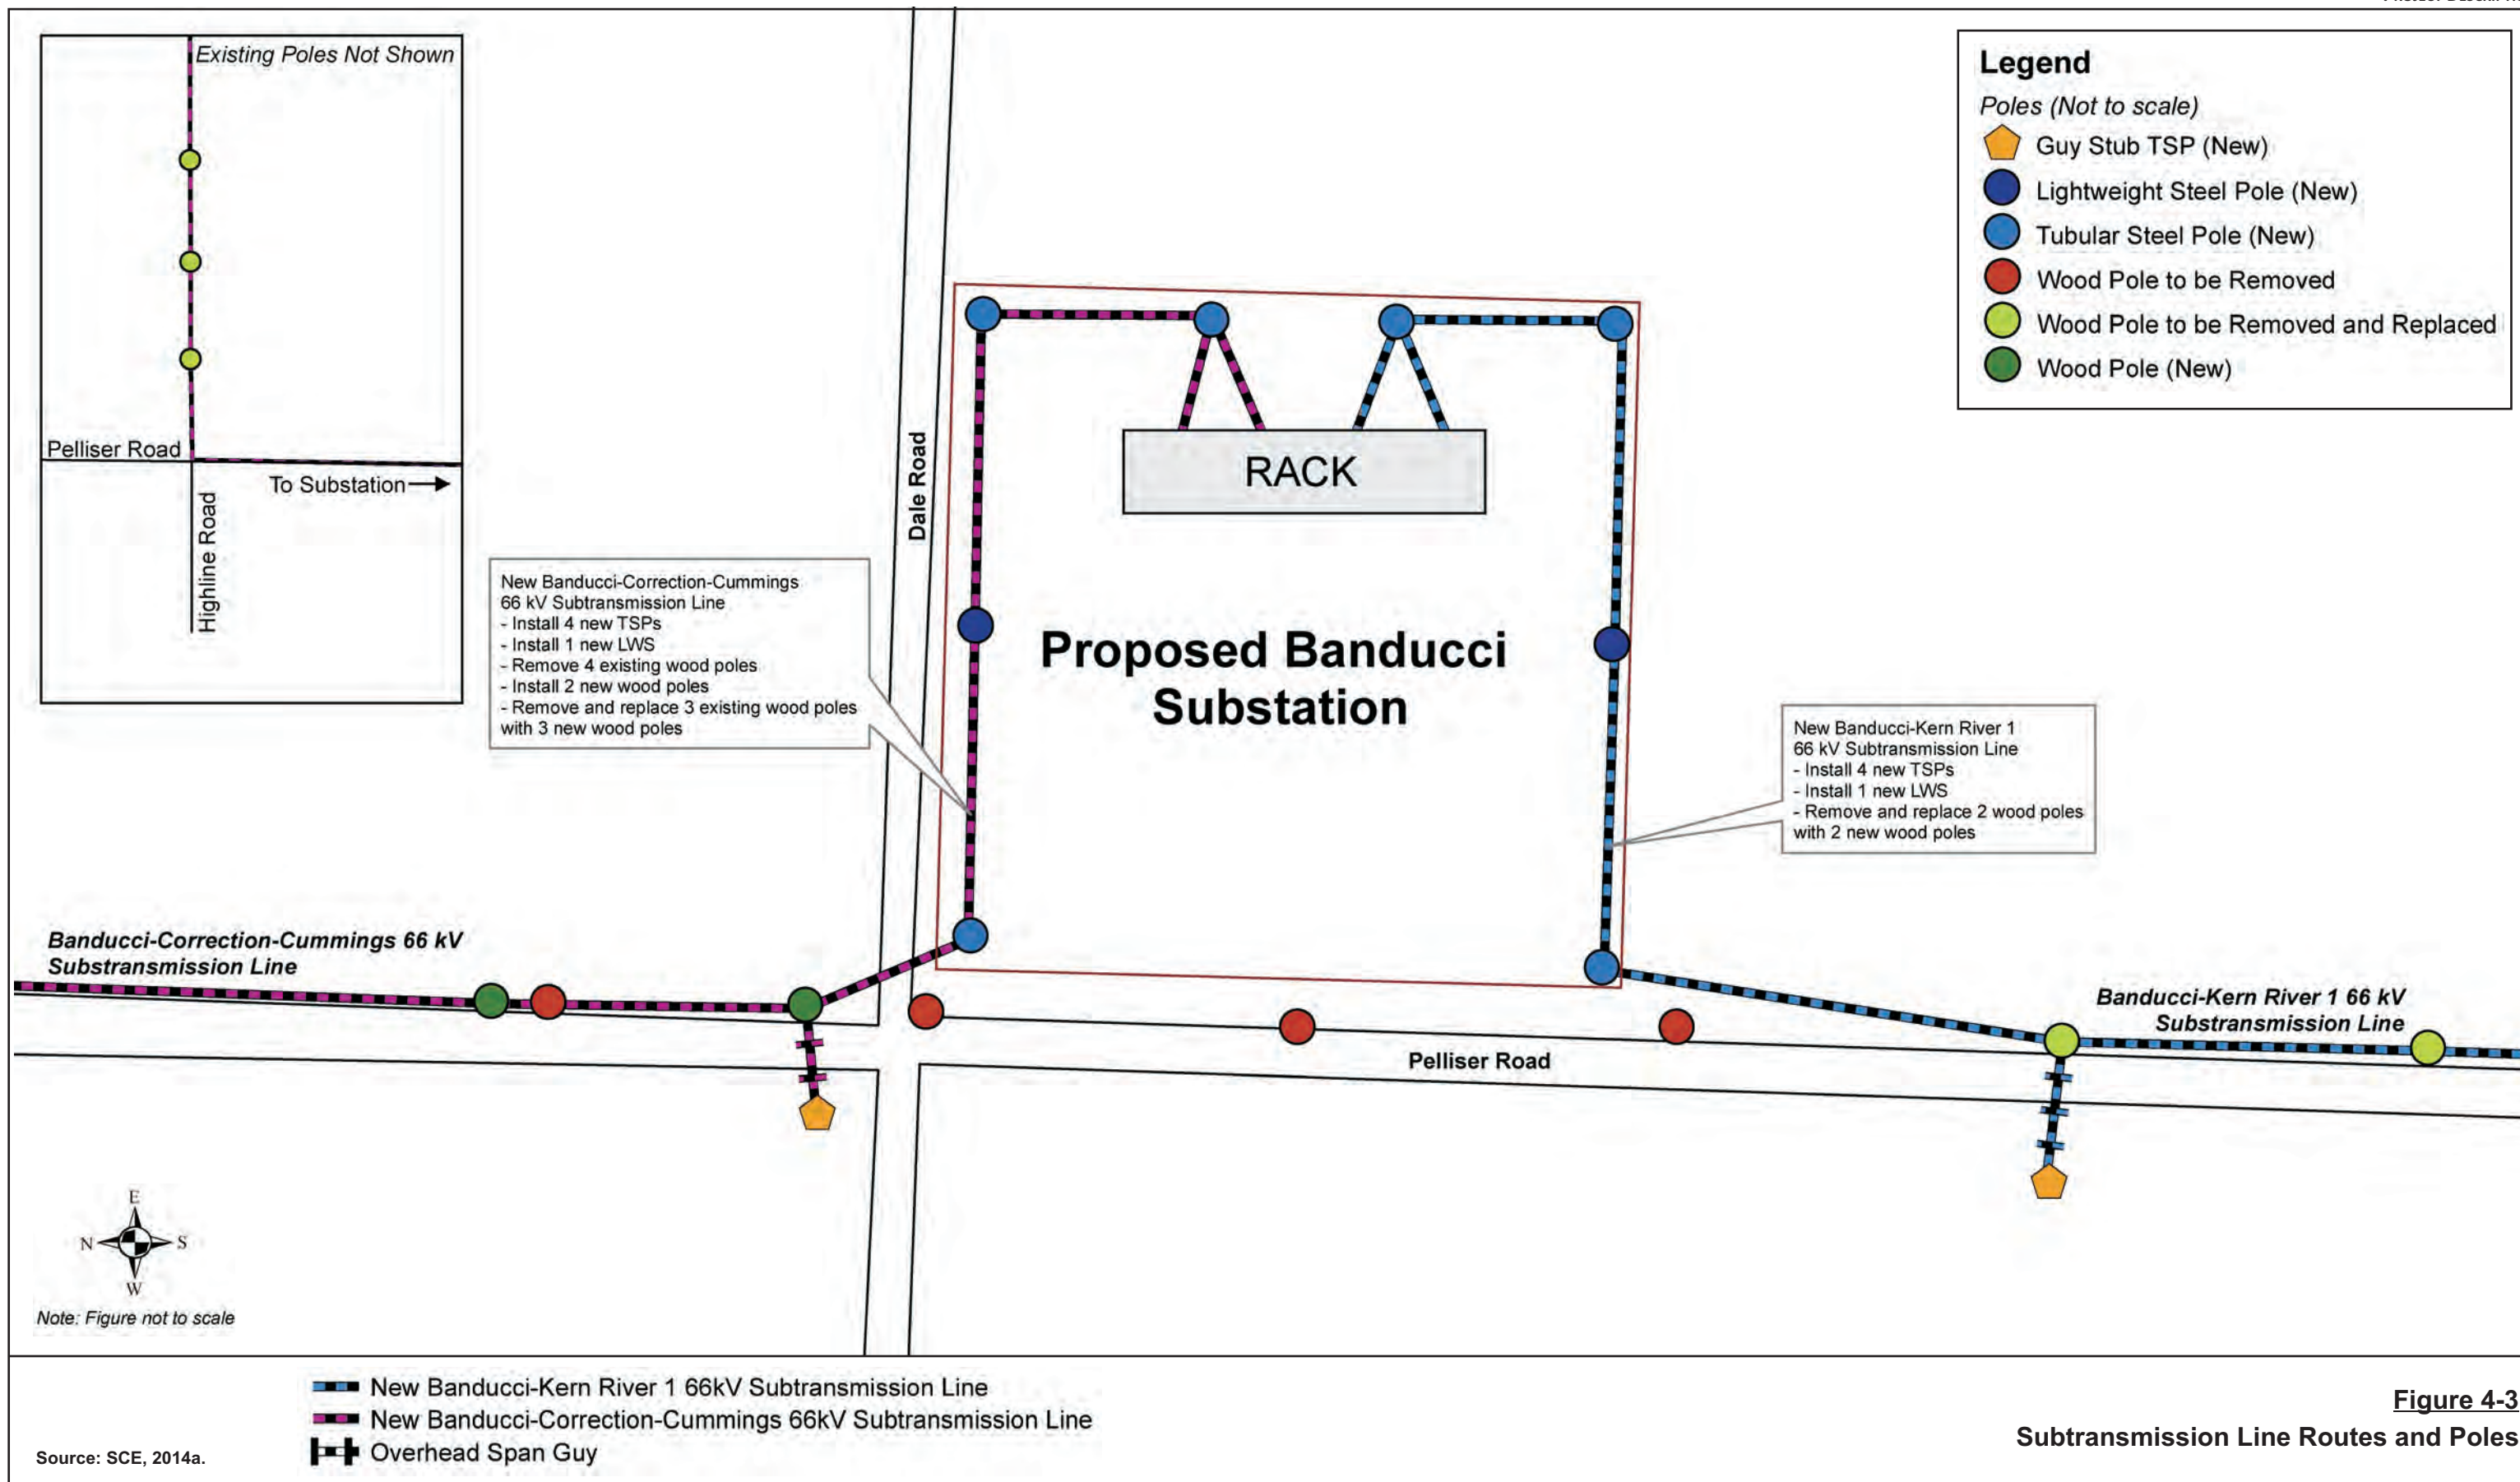 Existing Poles Not Shown
Pelliser Road
To Substation
Highline Road
Legend
Poles (Not to scale)
Guy Stub TSP (New)
Lightweight Steel Pole (New)
Tubular Steel Pole (New)
Wood Pole to be Removed
Wood Pole to be Removed and Replaced
Wood Pole (New)
Dale Road
RACK
Proposed Banducci
Substation
New Banducci-Correction-Cummings
66 kV Subtransmission Line
- Install 4 new TSPs
- Install 1 new LWS
- Remove 4 existing wood poles
- Install 2 new wood poles
- Remove and replace 3 existing wood poles
with 3 new wood poles
New Banducci-Kern River 1
66 kV Subtransmission Line
- Install 4 new TSPs
- Install 1 new LWS
- Remove and replace 2 wood poles
with 2 new wood poles
Banducci-Correction-Cummings 66 kV
Substransmission Line
Banducci-Kern River 1 66 kV
Substransmission Line
Pelliser Road
E
N S
W
Note: Figure not to scale
New Banducci-Kern River 1 66kV Subtransmission Line
New Banducci-Correction-Cummings 66kV Subtransmission Line
Overhead Span Guy
Source: SCE, 2014a.
Figure 4-3
Subtransmission Line Routes and Poles